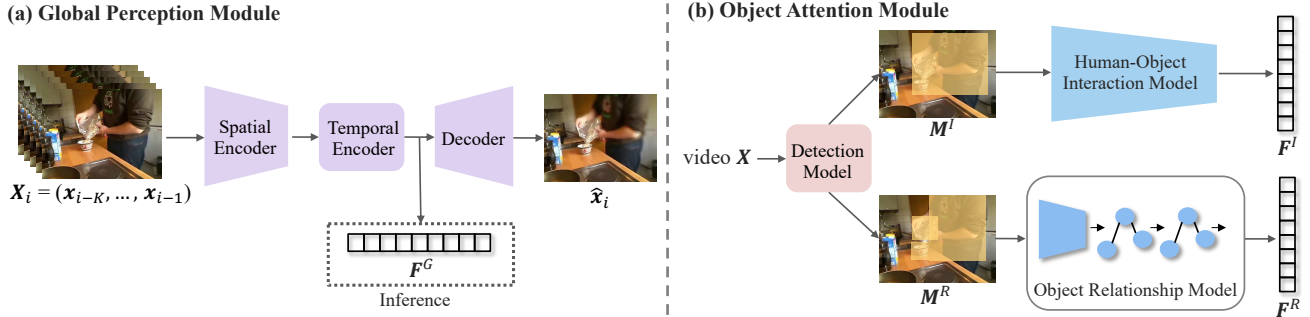 (a) Global Perception Module
Spatial
Encoder
Temporal
Encoder
Decoder
X_i = (x_{i−K}, ... , x_{i−1})
x̂_i
F^G
Inference
(b) Object Attention Module
video X
Detection
Model
M^I
Human-Object
Interaction Model
F^I
M^R
Object Relationship Model
F^R